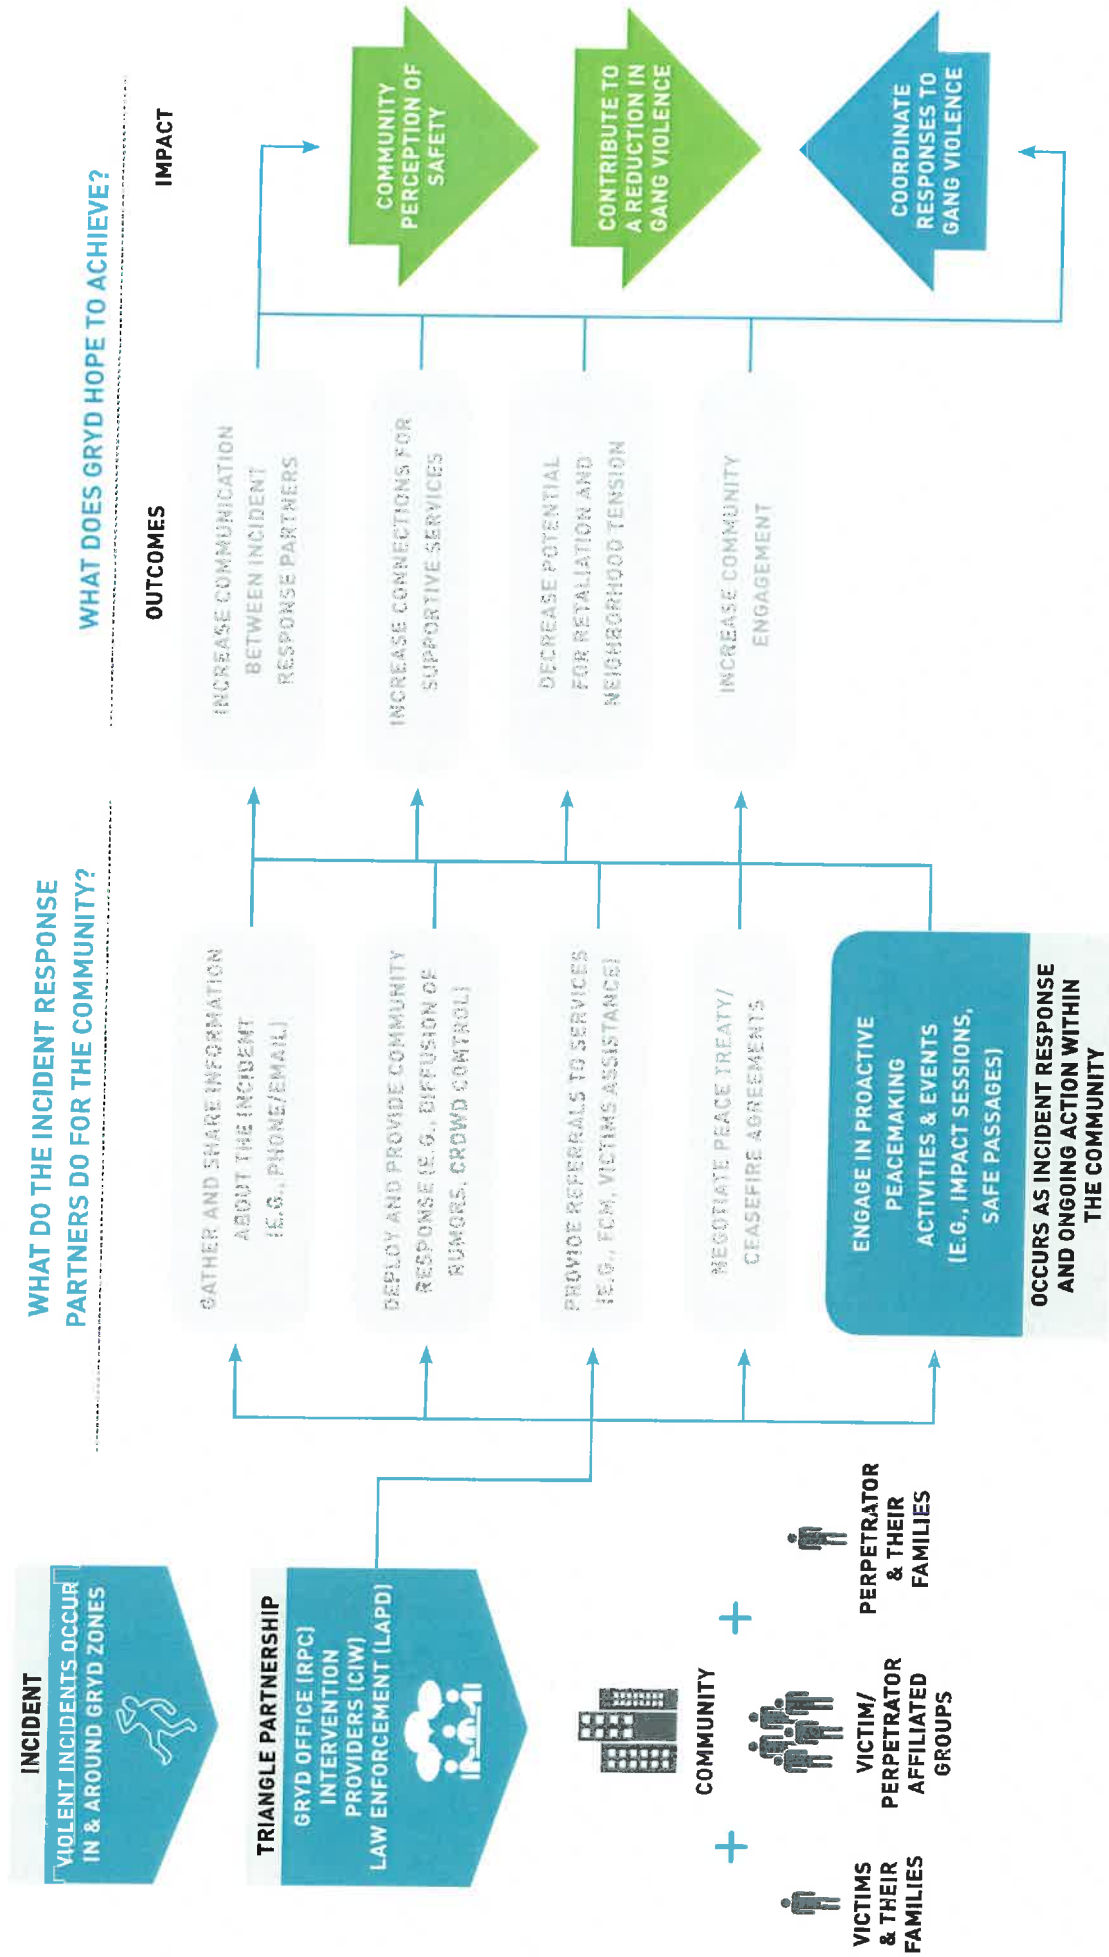 INCIDENT
VIOLENT INCIDENTS OCCUR
IN & AROUND GRYD ZONES
TRIANGLE PARTNERSHIP
GRYD OFFICE (RPC)
INTERVENTION
PROVIDERS (CIW)
LAW ENFORCEMENT (LAPD)
COMMUNITY
VICTIMS
& THEIR
FAMILIES
+
VICTIM/
PERPETRATOR
AFFILIATED
GROUPS
+
PERPETRATOR
& THEIR
FAMILIES
WHAT DO THE INCIDENT RESPONSE
PARTNERS DO FOR THE COMMUNITY?
GATHER AND SHARE INFORMATION
ABOUT THE INCIDENT
(E.G., PHONE/EMAIL)
DEPLOY AND PROVIDE COMMUNITY
RESPONSE (E.G., DIFFUSION OF
RUMORS, CROWD CONTROL)
PROVIDE REFERRALS TO SERVICES
(E.G., FCM, VICTIMS ASSISTANCE)
NEGOTIATE PEACE TREATY/
CEASEFIRE AGREEMENTS
ENGAGE IN PROACTIVE
PEACEMAKING
ACTIVITIES & EVENTS
(E.G., IMPACT SESSIONS,
SAFE PASSAGES)
OCCURS AS INCIDENT RESPONSE
AND ONGOING ACTION WITHIN
THE COMMUNITY
WHAT DOES GRYD HOPE TO ACHIEVE?
OUTCOMES
INCREASE COMMUNICATION
BETWEEN INCIDENT
RESPONSE PARTNERS
INCREASE CONNECTIONS FOR
SUPPORTIVE SERVICES
DECREASE POTENTIAL
FOR RETALIATION AND
NEIGHBORHOOD TENSION
INCREASE COMMUNITY
ENGAGEMENT
IMPACT
COMMUNITY
PERCEPTION OF
SAFETY
CONTRIBUTE TO
A REDUCTION IN
GANG VIOLENCE
COORDINATE
RESPONSES TO
GANG VIOLENCE